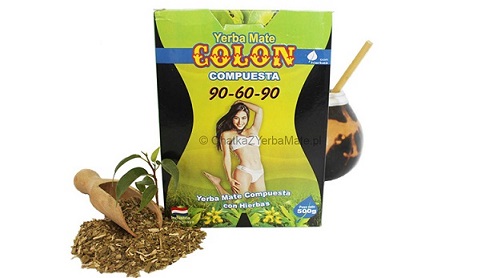 Yerba Mate
COLON
COMPUESTA
90-60-90
© ChatkaZYerbaMate.pl
Yerba Mate Compuesta
con Hierbas
500g